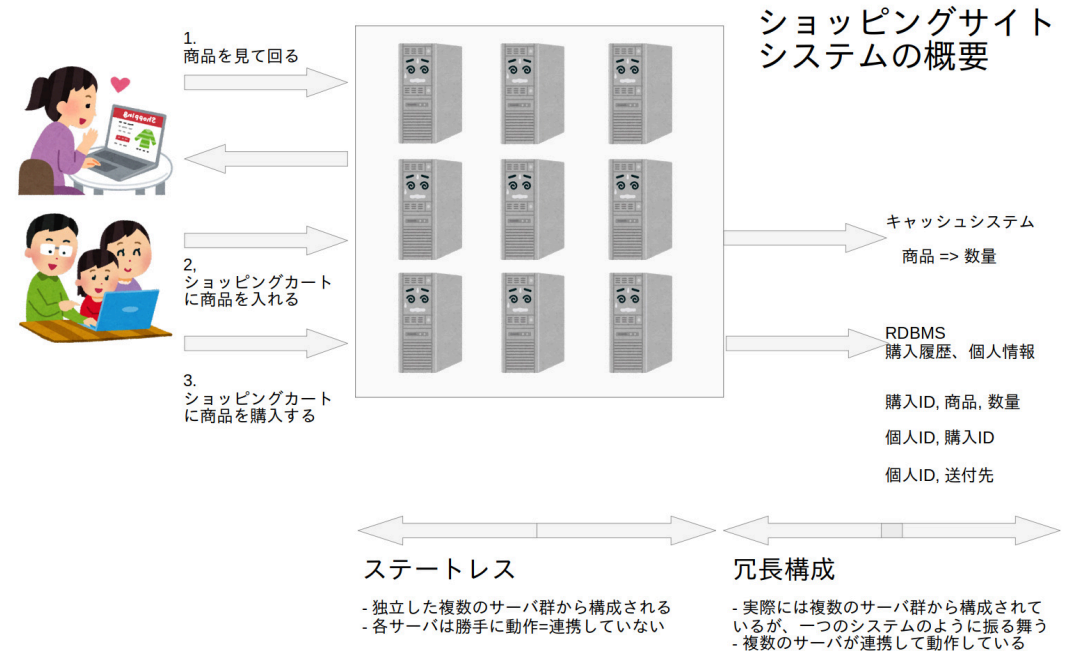 ショッピングサイト
システムの概要
1.
商品を見て回る
Shopping
2,
ショッピングカート
に商品を入れる
3.
ショッピングカート
に商品を購入する
キャッシュシステム
商品 => 数量
RDBMS
購入履歴、個人情報
購入ID, 商品, 数量
個人ID, 購入ID
個人ID, 送付先
ステートレス
- 独立した複数のサーバ群から構成される
- 各サーバは勝手に動作=連携していない
冗長構成
- 実際には複数のサーバ群から構成されて
いるが、一つのシステムのように振る舞う
- 複数のサーバが連携して動作している